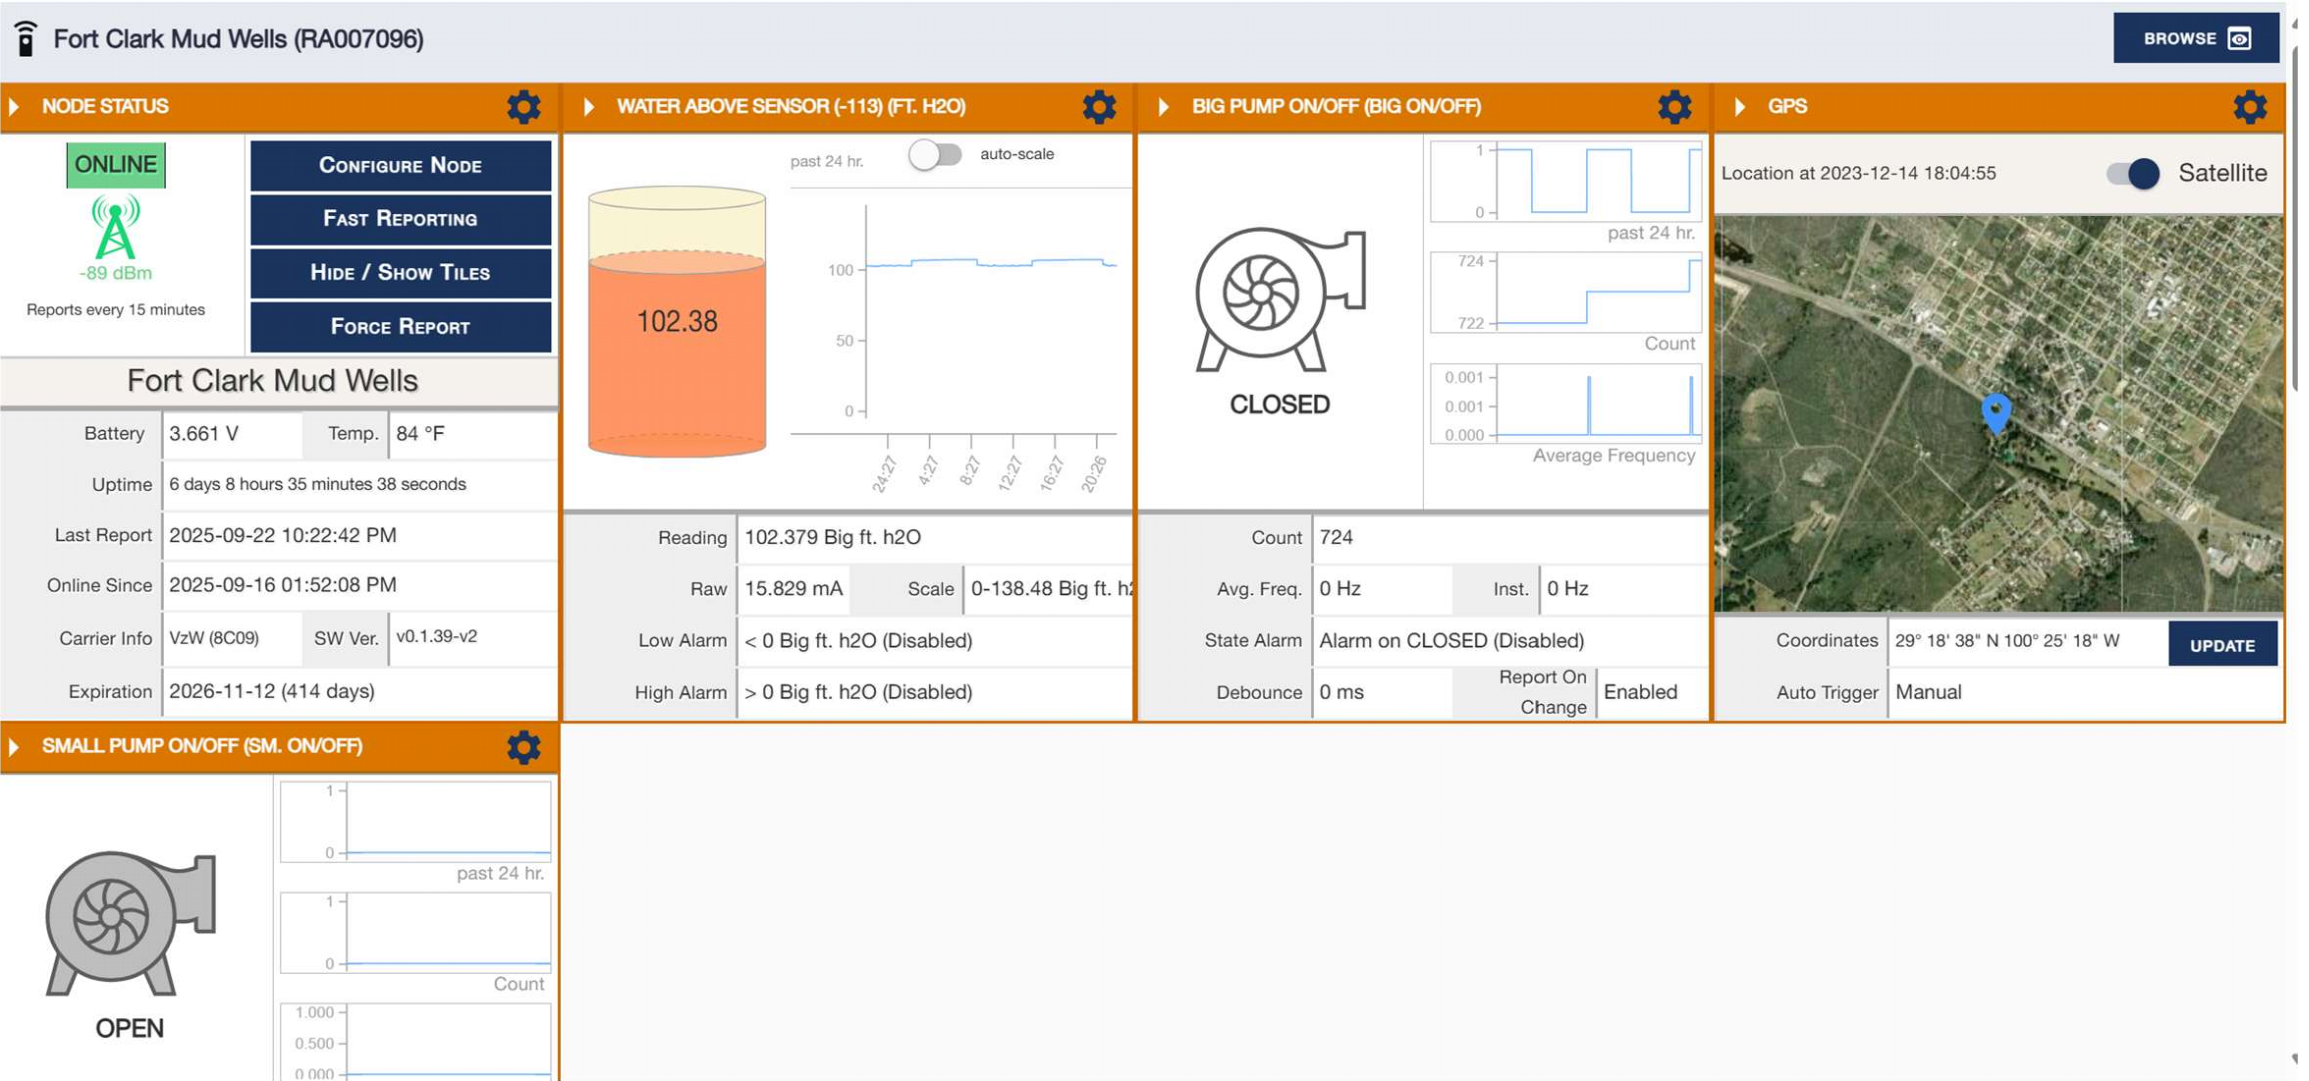 Fort Clark Mud Wells (RA007096)
BROWSE
NODE STATUS
ONLINE
-89 dBm
Reports every 15 minutes
CONFIGURE NODE
FAST REPORTING
HIDE / SHOW TILES
FORCE REPORT
Fort Clark Mud Wells
Battery 3.661 V Temp. 84 °F
Uptime 6 days 8 hours 35 minutes 38 seconds
Last Report 2025-09-22 10:22:42 PM
Online Since 2025-09-16 01:52:08 PM
Carrier Info VzW (8C09) SW Ver. v0.1.39-v2
Expiration 2026-11-12 (414 days)
WATER ABOVE SENSOR (-113) (FT. H2O)
past 24 hr. auto-scale
102.38
100
50
0
24:27 4:27 8:27 12:27 16:27 20:26
Reading 102.379 Big ft. h2O
Raw 15.829 mA Scale 0-138.48 Big ft. h2
Low Alarm < 0 Big ft. h2O (Disabled)
High Alarm > 0 Big ft. h2O (Disabled)
BIG PUMP ON/OFF (BIG ON/OFF)
CLOSED
1
0
past 24 hr.
724
722
Count
0.001
0.001
0.000
Average Frequency
Count 724
Avg. Freq. 0 Hz Inst. 0 Hz
State Alarm Alarm on CLOSED (Disabled)
Debounce 0 ms Report On Change Enabled
GPS
Location at 2023-12-14 18:04:55 Satellite
Coordinates 29° 18' 38" N 100° 25' 18" W UPDATE
Auto Trigger Manual
SMALL PUMP ON/OFF (SM. ON/OFF)
OPEN
1
0
past 24 hr.
1
0
Count
1.000
0.500
0.000